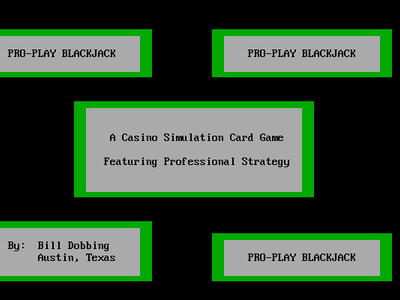 PRO-PLAY BLACKJACK
PRO-PLAY BLACKJACK
A Casino Simulation Card Game
Featuring Professional Strategy
By: Bill Dobbing
Austin, Texas
PRO-PLAY BLACKJACK